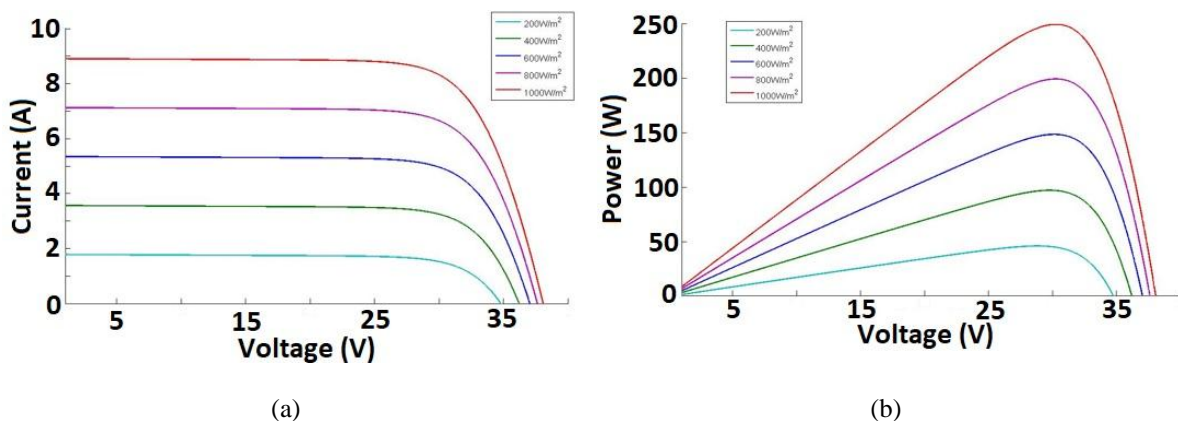 10
8
6
4
2
0
Current (A)
5
15
25
35
Voltage (V)
200W/m²
400W/m²
600W/m²
800W/m²
1000W/m²
(a)
250
200
150
100
50
0
Power (W)
5
15
25
35
Voltage (V)
200W/m²
400W/m²
600W/m²
800W/m²
1000W/m²
(b)